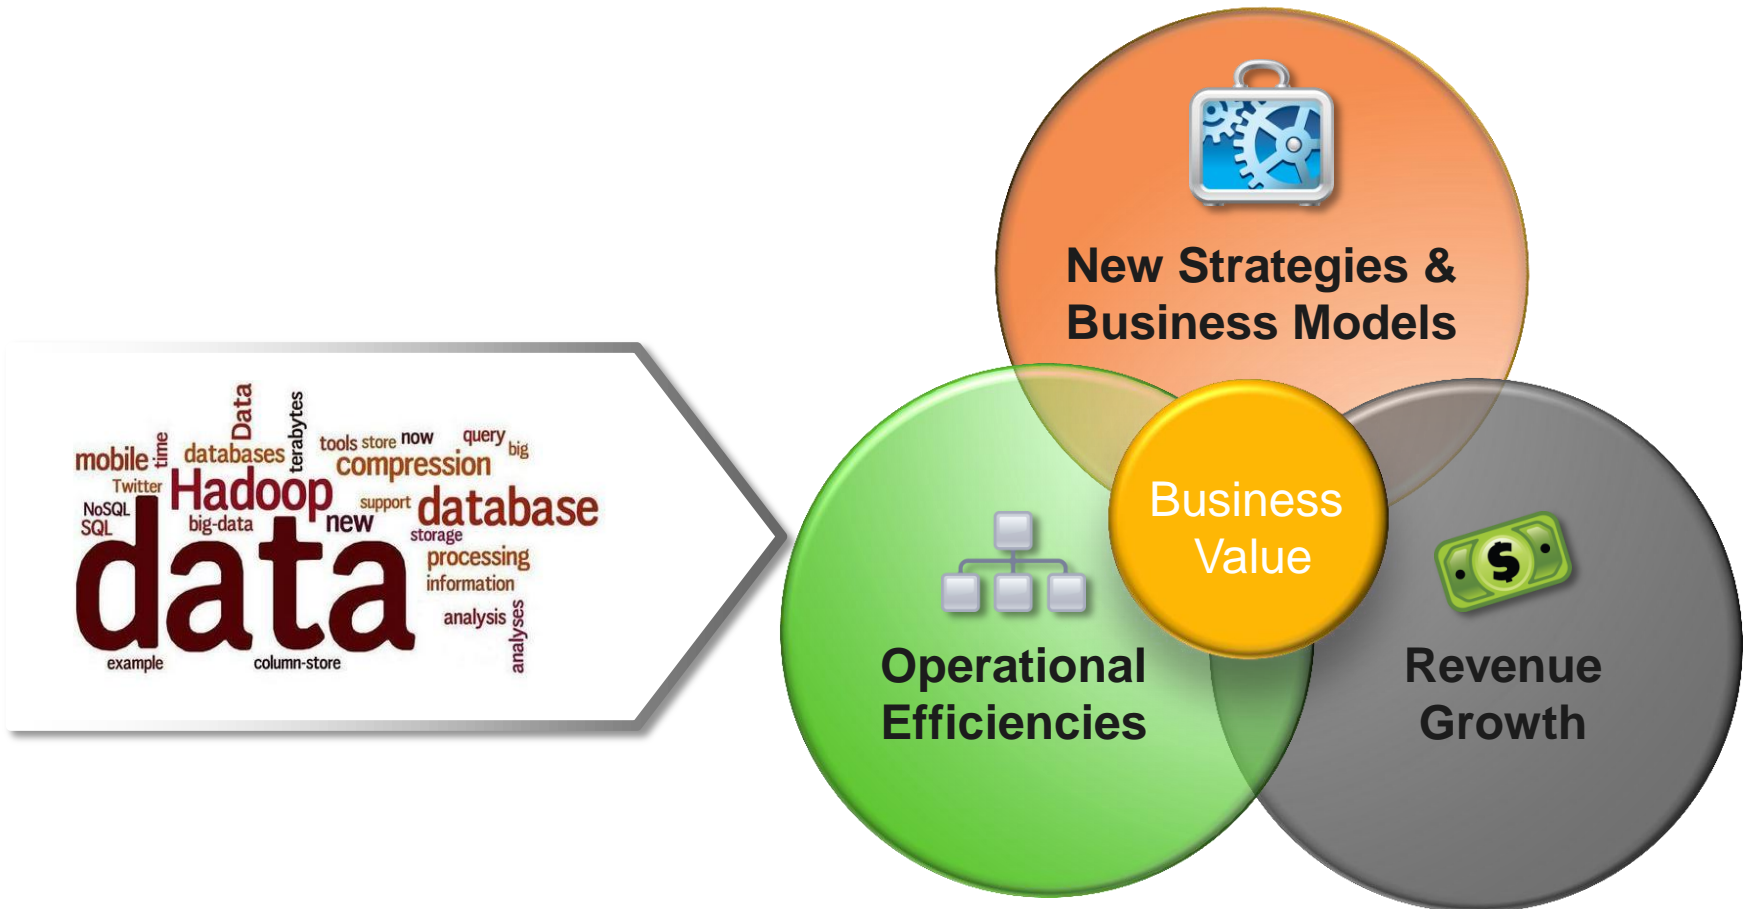 Data
terabytes
time
mobile
databases
tools
store
now
query
big
compression
Twitter
Hadoop
support
database
NoSQL
SQL
big-data
new
storage
data
processing
information
analysis
analyses
example
column-store
New Strategies &
Business Models
Business
Value
Operational
Efficiencies
$
Revenue
Growth